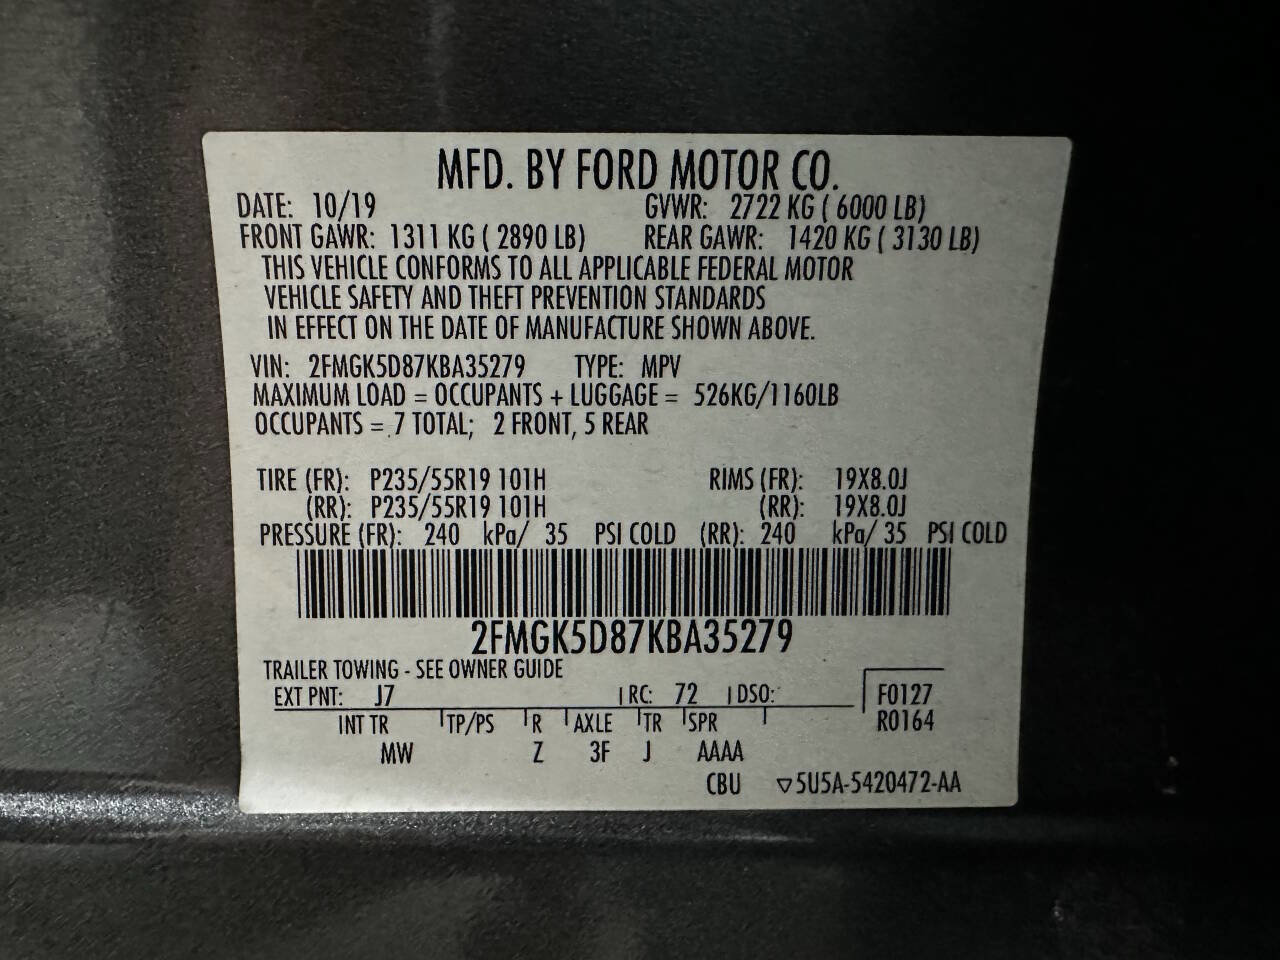 MFD. BY FORD MOTOR CO.
DATE: 10/19 GVWR: 2722 KG ( 6000 LB)
FRONT GAWR: 1311 KG ( 2890 LB) REAR GAWR: 1420 KG ( 3130 LB)
THIS VEHICLE CONFORMS TO ALL APPLICABLE FEDERAL MOTOR
VEHICLE SAFETY AND THEFT PREVENTION STANDARDS
IN EFFECT ON THE DATE OF MANUFACTURE SHOWN ABOVE.
VIN: 2FMGK5D87KBA35279 TYPE: MPV
MAXIMUM LOAD = OCCUPANTS + LUGGAGE = 526KG/1160LB
OCCUPANTS = 7 TOTAL; 2 FRONT, 5 REAR
TIRE (FR): P235/55R19 101H RIMS (FR): 19X8.0J
(RR): P235/55R19 101H (RR): 19X8.0J
PRESSURE (FR): 240 kPa/ 35 PSI COLD (RR): 240 kPa/ 35 PSI COLD
2FMGK5D87KBA35279
TRAILER TOWING - SEE OWNER GUIDE
EXT PNT: J7 RC: 72 DSO: F0127
INT TR TP/PS R AXLE TR SPR R0164
MW Z 3F J AAAA
CBU ▽5U5A-5420472-AA